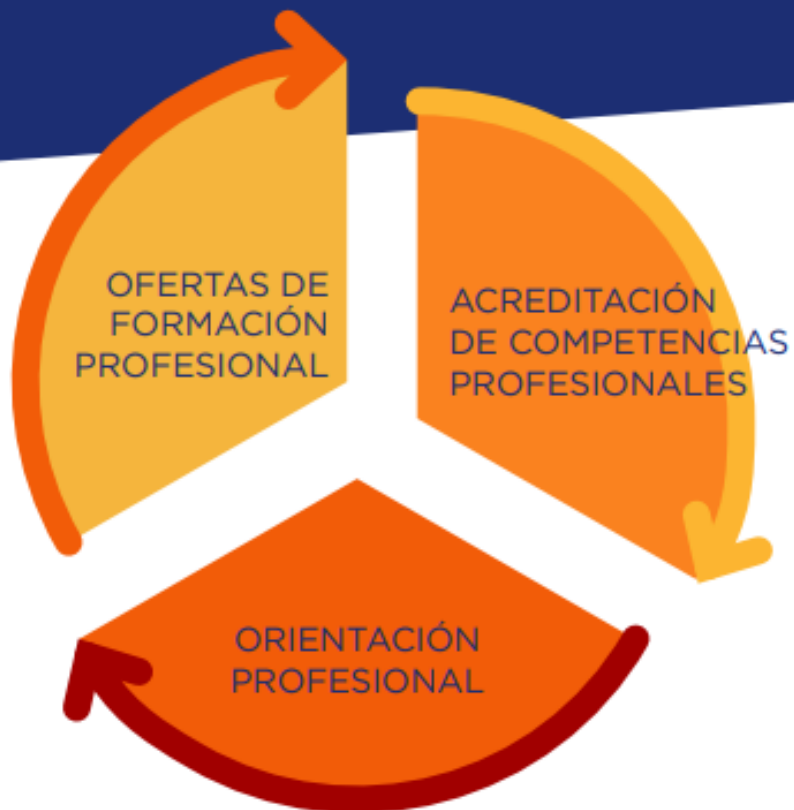 OFERTAS DE
FORMACIÓN
PROFESIONAL
ACREDITACIÓN
DE COMPETENCIAS
PROFESIONALES
ORIENTACIÓN
PROFESIONAL